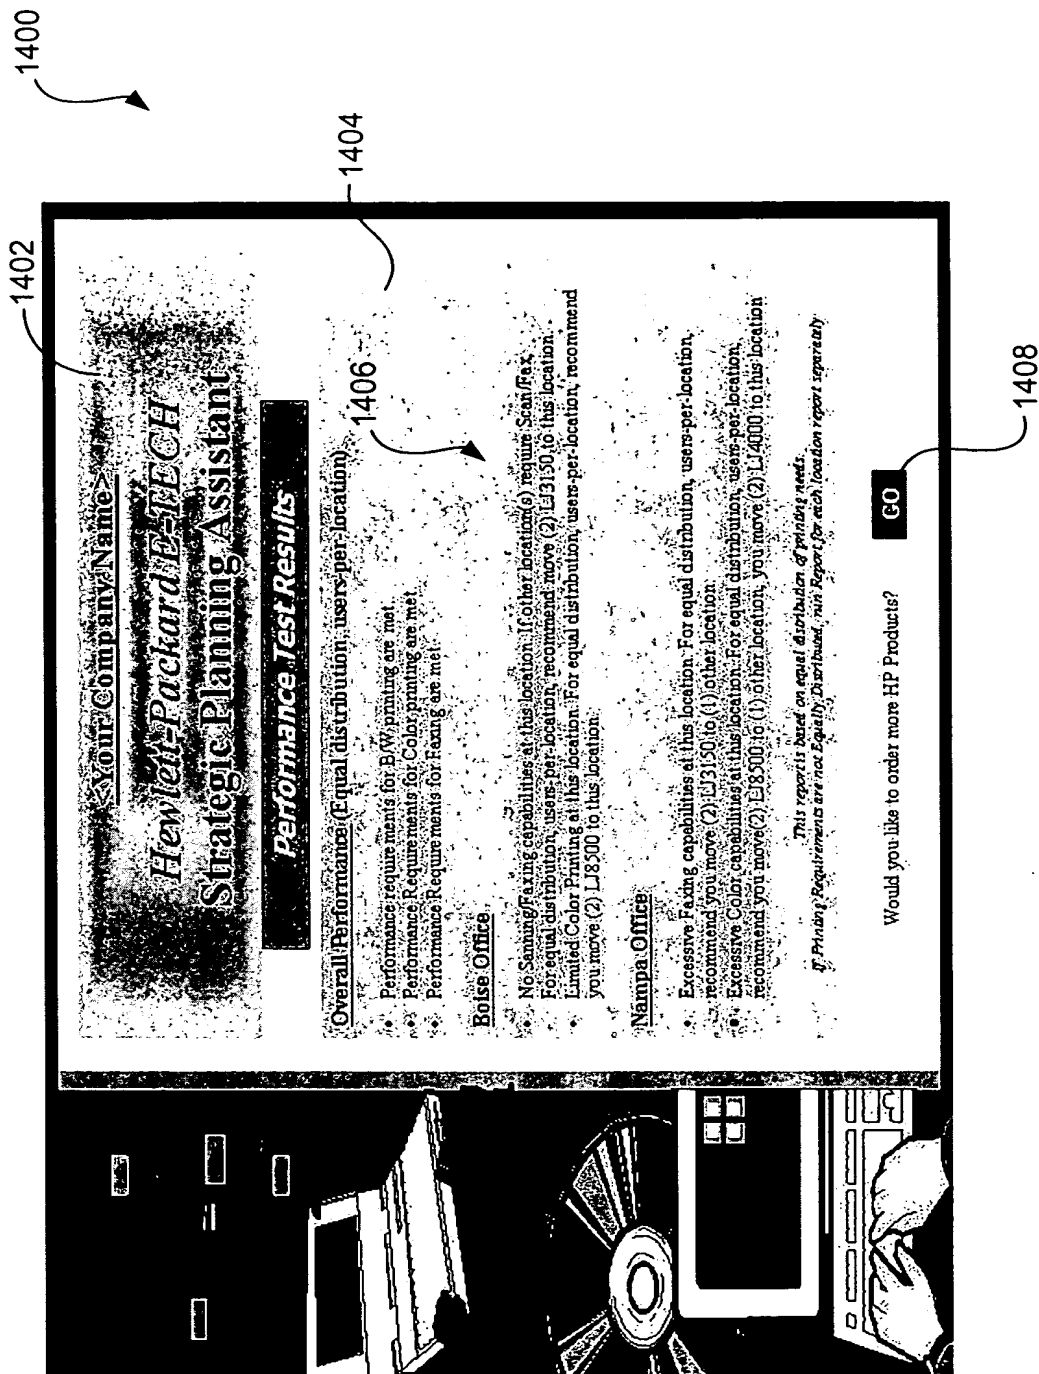 1400
1402
<Your Company Name>
Hewlett-Packard E-TECH
Strategic Planning Assistant
Performance Test Results
1404
Overall Performance (Equal distribution, users-per-location)
• Performance requirements for B/W printing are met.
• Performance Requirements for Color printing are met
• Performance Requirements for Faxing are met
1406
Boise Office
• No Sanning/Faxing capabilities at this location. If other location(s) require Scan/Fax,
For equal distribution, users-per-location, recommend move (2) LJ3150 to this location.
• Limited Color Printing at this location. For equal distribution, users-per-location, recommend
you move (2) LJ8500 to this location
Nampa Office
• Excessive Faxing capabilities at this location. For equal distribution, users-per-location,
recommend you move (2) LJ3150 to (1) other location
• Excessive Color capabilities at this location. For equal distribution, users-per-location,
recommend you move(2) LJ8500 to (1) other location, you move (2) LJ4000 to this location
This report is based on equal distribution of printing needs.
If Printing Requirements are not Equally Distributed, run Report for each location report separately
Would you like to order more HP Products?
GO
1408